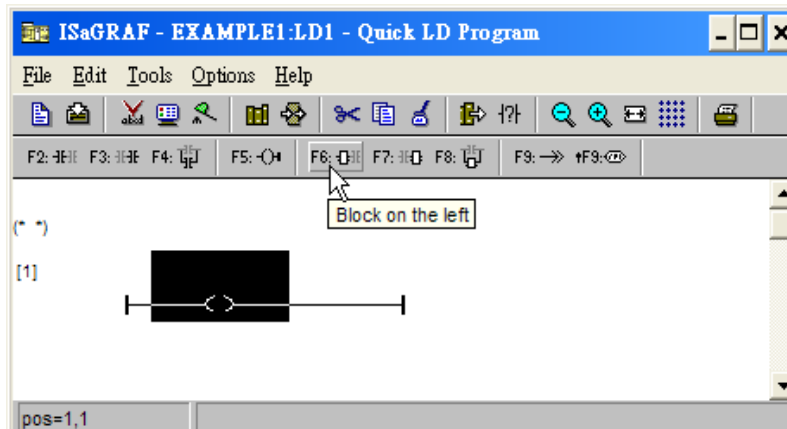 ISaGRAF - EXAMPLE1:LD1 - Quick LD Program
File Edit Tools Options Help
F2: F3: F4: F5: F6: F7: F8: F9: F9:
Block on the left
(* *)
[1]
pos=1,1